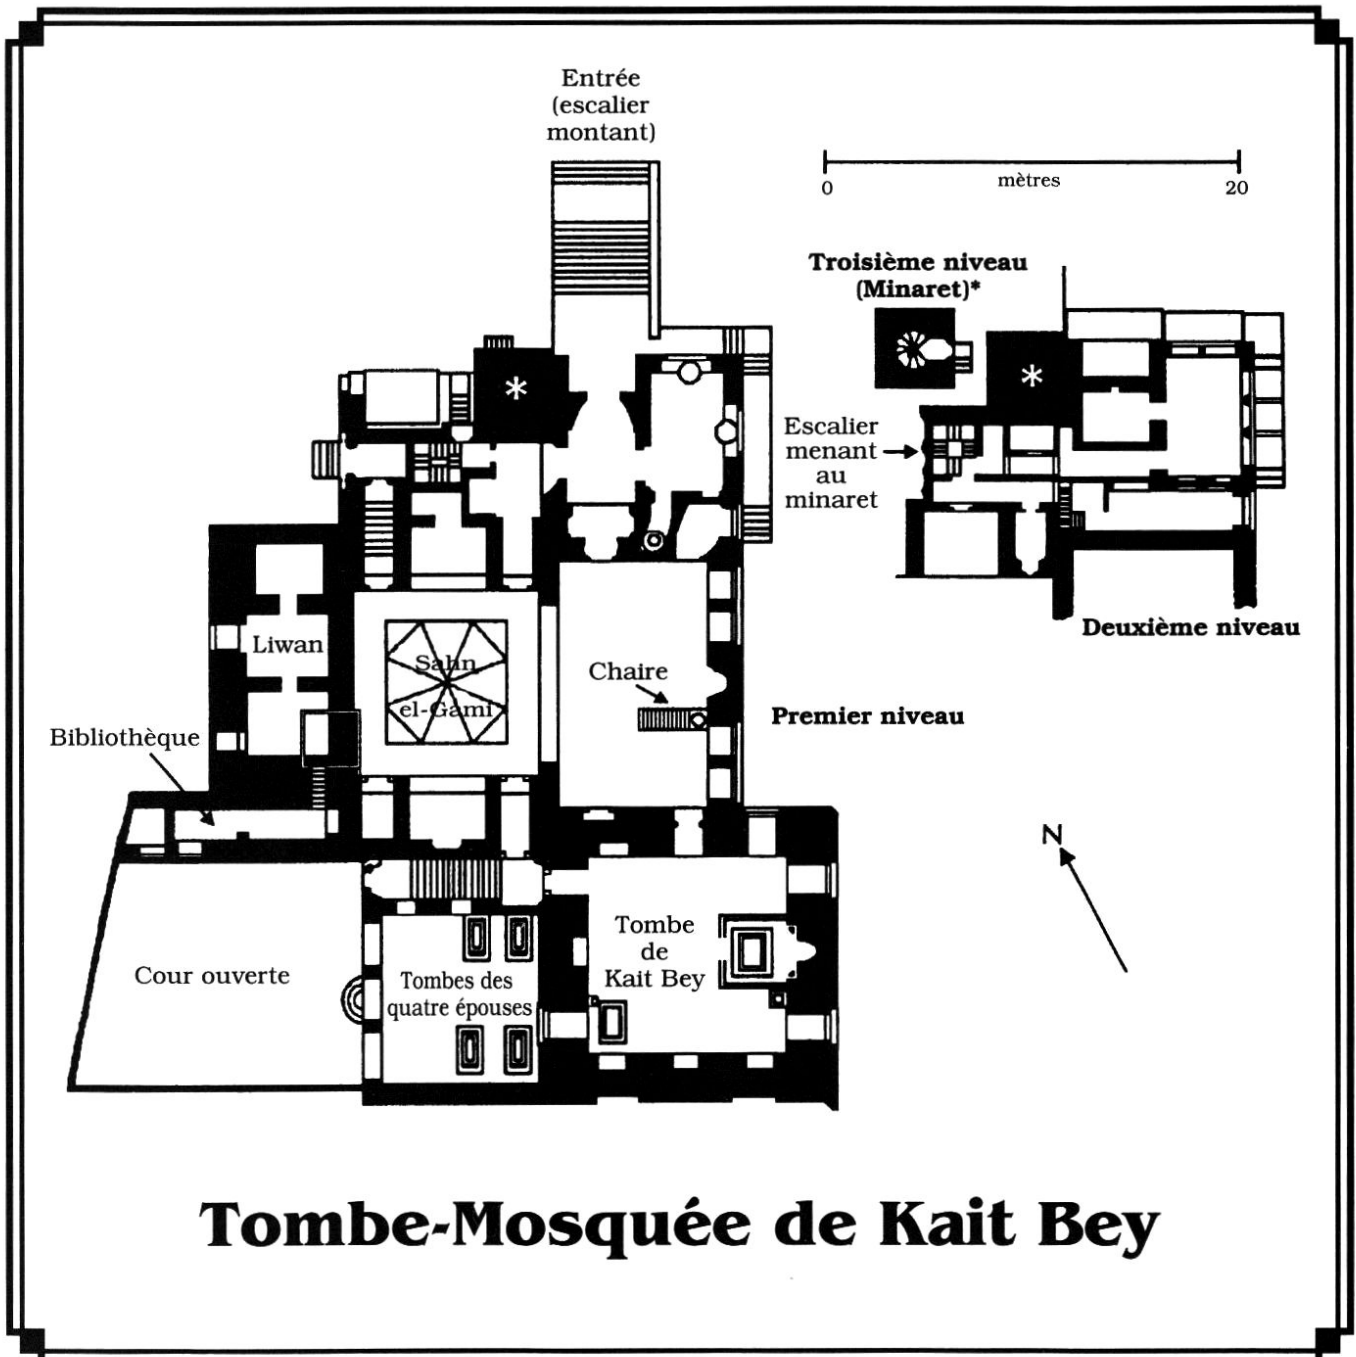 Entrée
(escalier
montant)
0
mètres
20
Troisième niveau
(Minaret)*
*
*
Escalier
menant
au
minaret
Deuxième niveau
Liwan
Sahn
el-Gami
Chaire
Premier niveau
Bibliothèque
N
Cour ouverte
Tombes des
quatre épouses
Tombe
de
Kait Bey
Tombe-Mosquée de Kait Bey